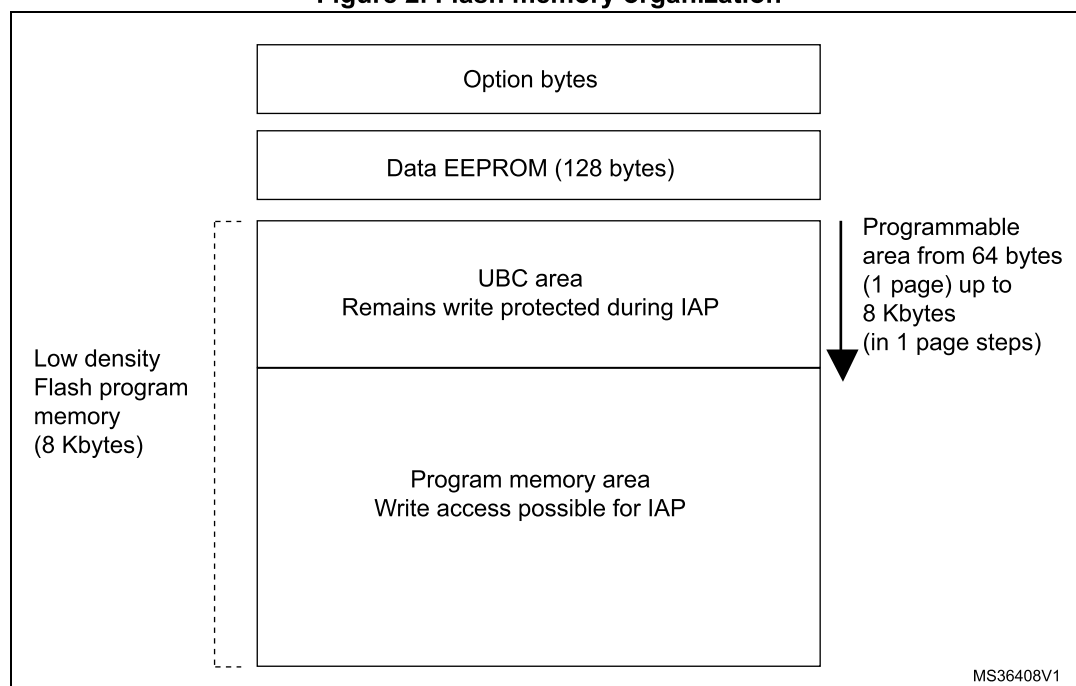 Figure 2. Flash memory organization
Option bytes
Data EEPROM (128 bytes)
UBC area
Remains write protected during IAP
Programmable
area from 64 bytes
(1 page) up to
8 Kbytes
(in 1 page steps)
Low density
Flash program
memory
(8 Kbytes)
Program memory area
Write access possible for IAP
MS36408V1